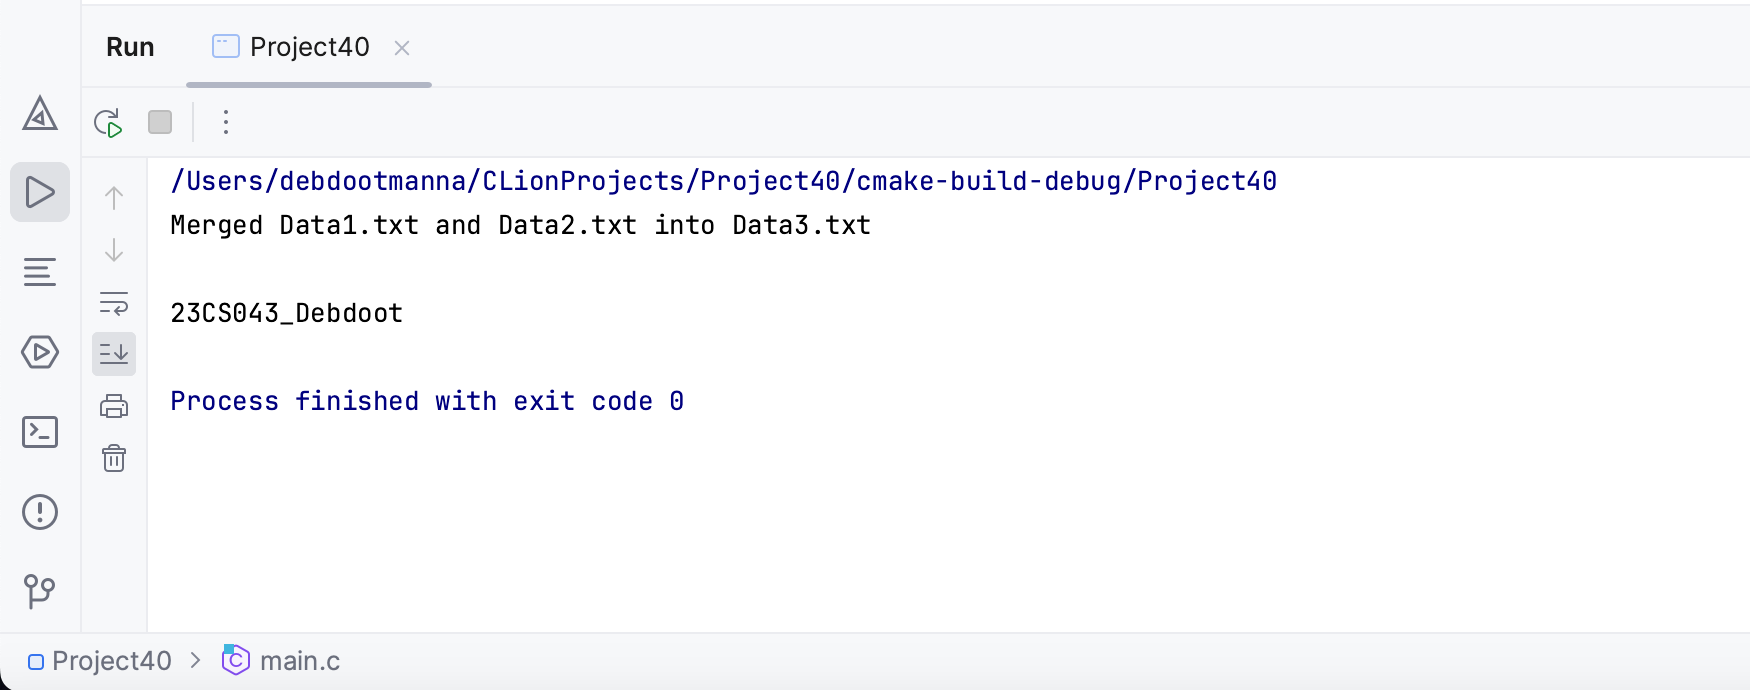 Run Project40
/Users/debdootmanna/CLionProjects/Project40/cmake-build-debug/Project40
Merged Data1.txt and Data2.txt into Data3.txt
23CS043_Debdoot
Process finished with exit code 0
Project40 > main.c